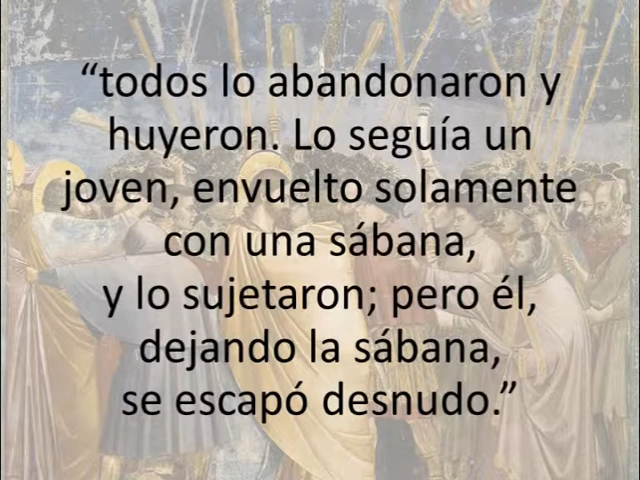 “todos lo abandonaron y
huyeron. Lo seguía un
joven, envuelto solamente
con una sábana,
y lo sujetaron; pero él,
dejando la sábana,
se escapó desnudo.”